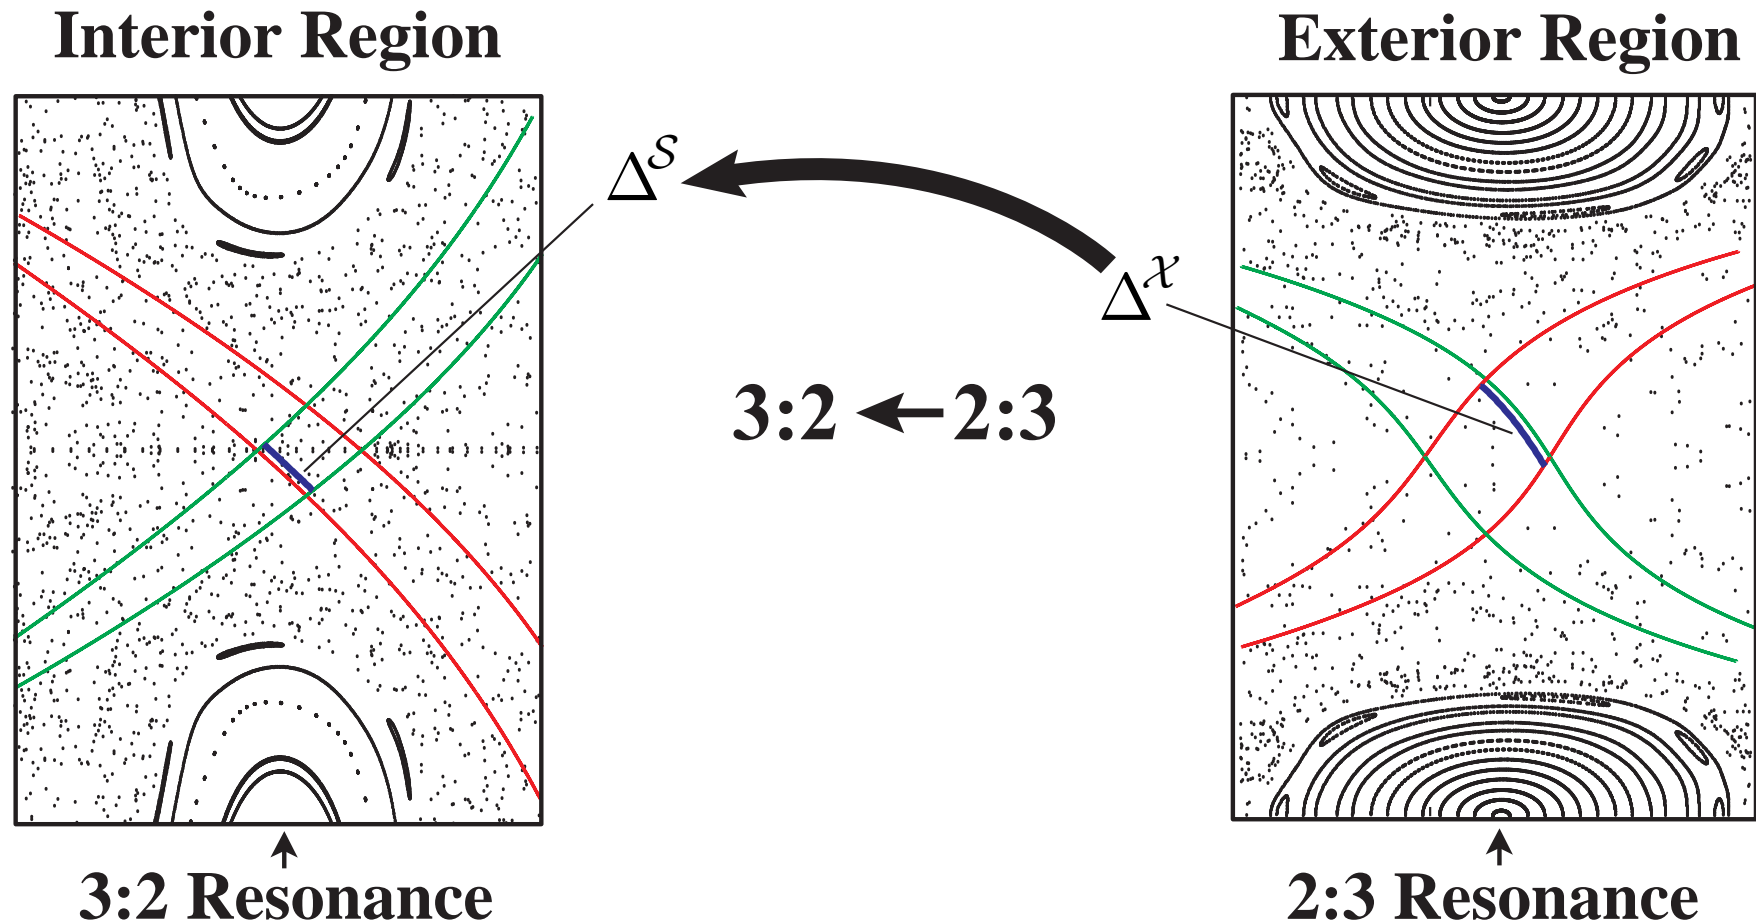 Interior Region
Exterior Region
Δ^𝒮
Δ^𝒳
3:2 ← 2:3
3:2 Resonance
2:3 Resonance